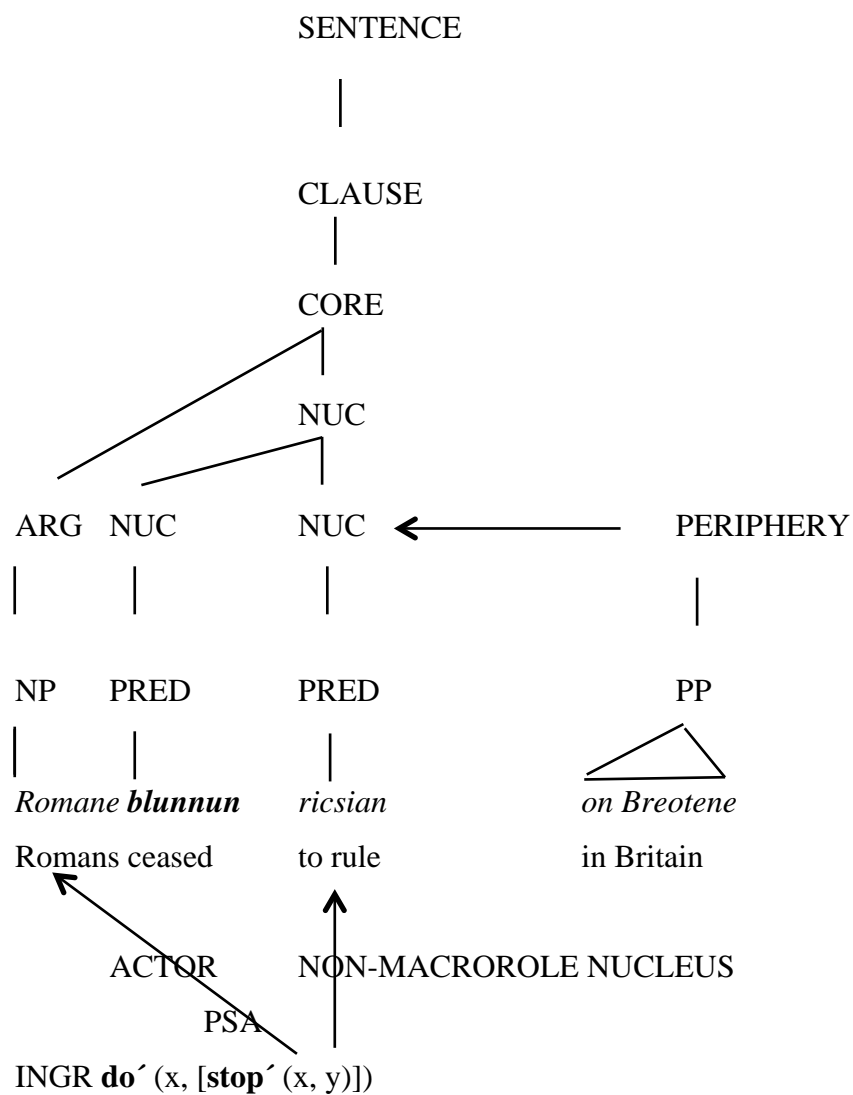 SENTENCE
CLAUSE
CORE
NUC
ARG NUC NUC PERIPHERY
NP PRED PRED PP
Romane blunnun ricsian on Breotene
Romans ceased to rule in Britain
ACTOR NON-MACROROLE NUCLEUS
PSA
INGR do´ (x, [stop´ (x, y)])